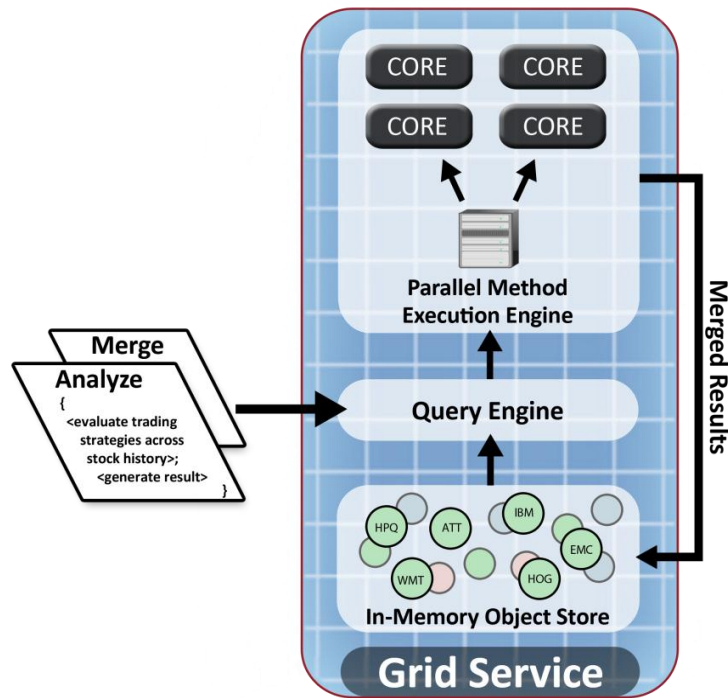 CORE
CORE
CORE
CORE
Parallel Method
Execution Engine
Merged Results
Merge
Analyze
{
<evaluate trading
strategies across
stock history>;
<generate result>
}
Query Engine
HPQ
ATT
IBM
EMC
WMT
HOG
In-Memory Object Store
Grid Service